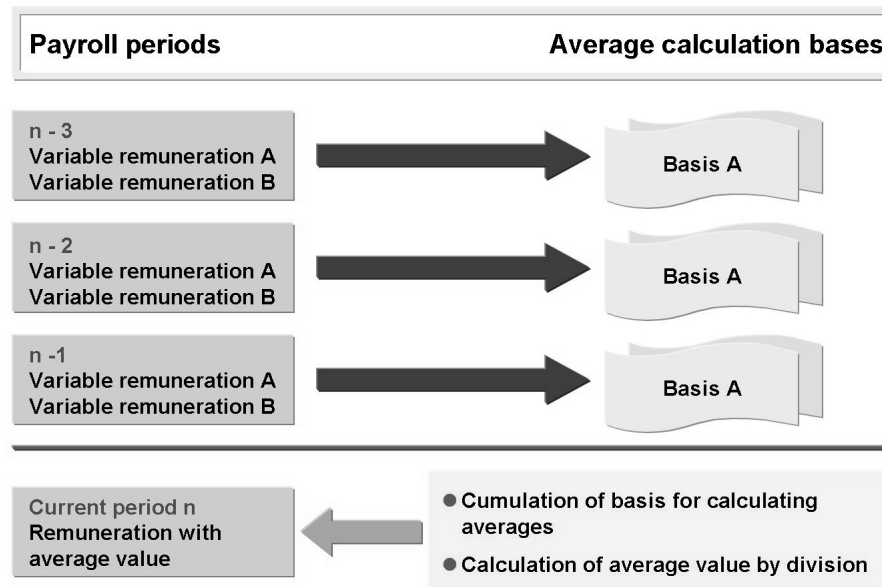 Payroll periods
Average calculation bases
n - 3
Variable remuneration A
Variable remuneration B
Basis A
n - 2
Variable remuneration A
Variable remuneration B
Basis A
n -1
Variable remuneration A
Variable remuneration B
Basis A
Current period n
Remuneration with
average value
● Cumulation of basis for calculating
averages
● Calculation of average value by division